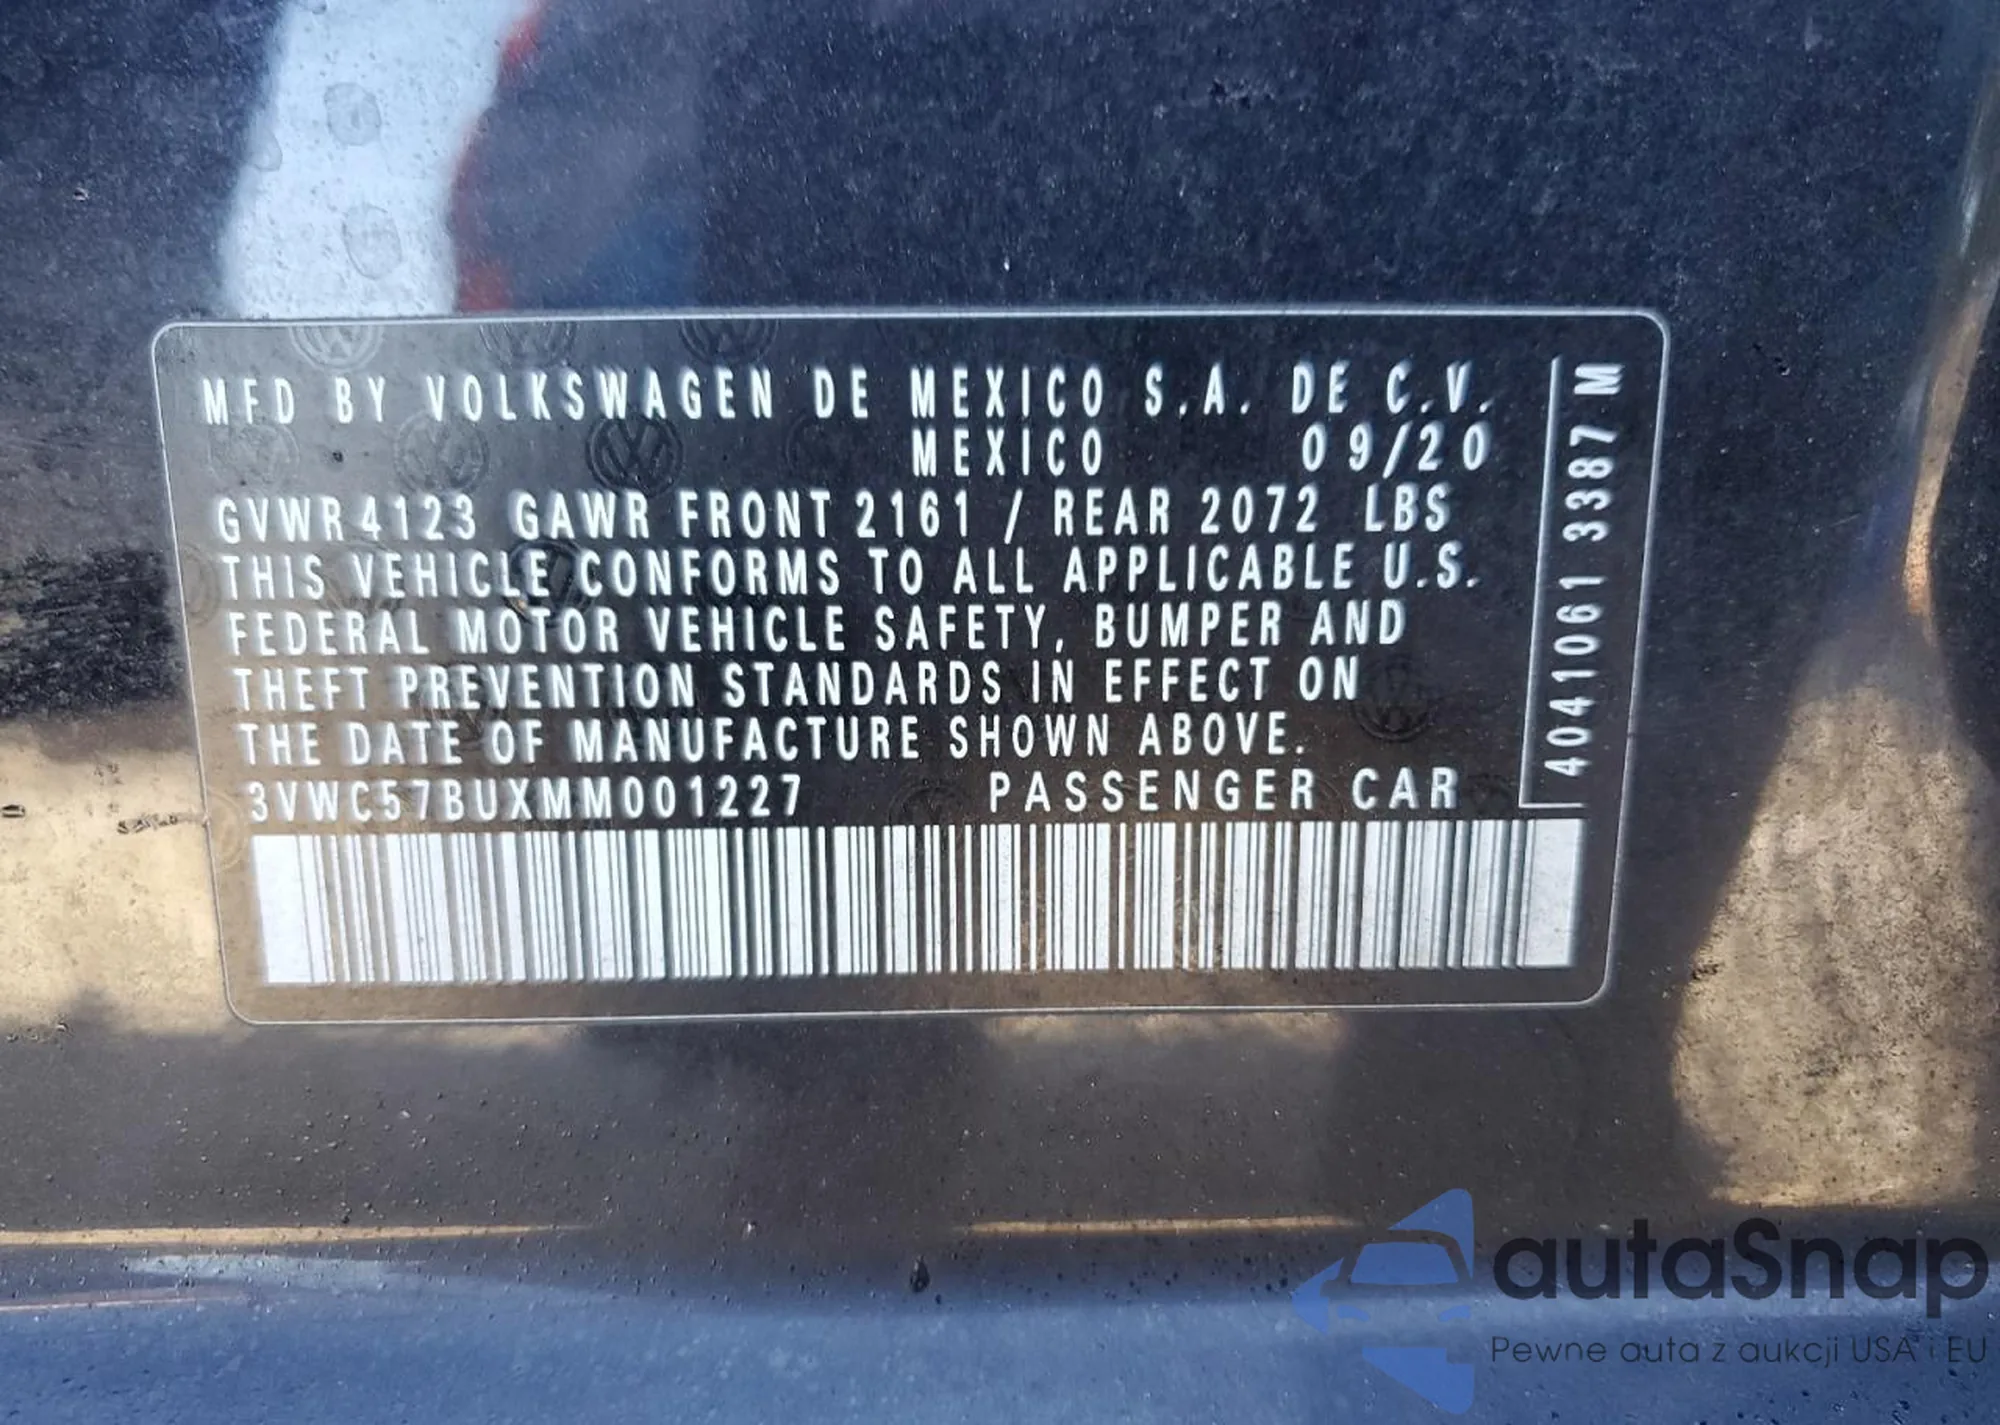 MFD BY VOLKSWAGEN DE MEXICO S.A. DE C.V.
MEXICO 09/20
GVWR 4123 GAWR FRONT 2161 / REAR 2072 LBS
THIS VEHICLE CONFORMS TO ALL APPLICABLE U.S.
FEDERAL MOTOR VEHICLE SAFETY, BUMPER AND
THEFT PREVENTION STANDARDS IN EFFECT ON
THE DATE OF MANUFACTURE SHOWN ABOVE.
3VWC57BUXMM001227 PASSENGER CAR
4041061 3387 M
autaSnap
Pewne auta z aukcji USA i EU